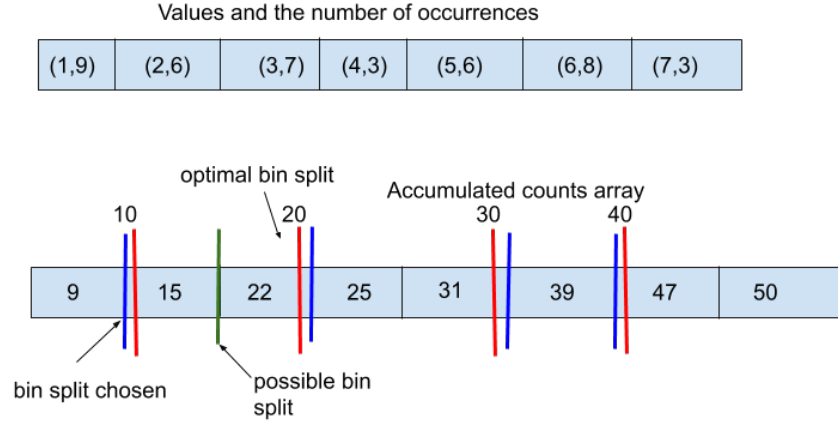 Values and the number of occurrences
(1,9) (2,6) (3,7) (4,3) (5,6) (6,8) (7,3)
optimal bin split
Accumulated counts array
10 20 30 40
9 15 22 25 31 39 47 50
bin split chosen
possible bin
split